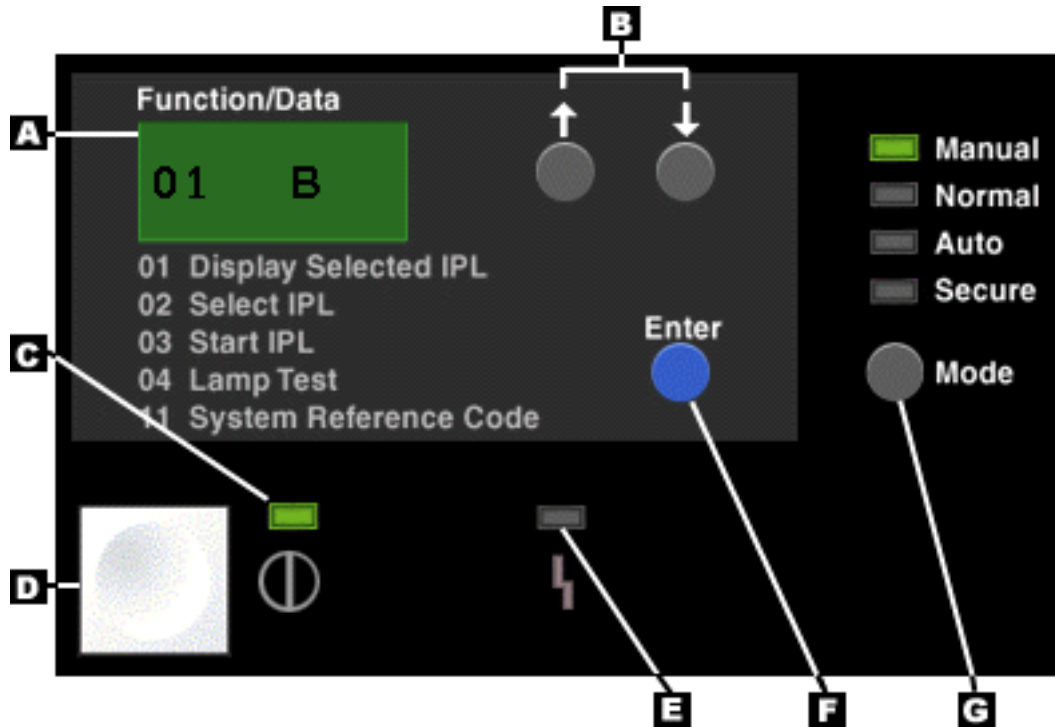 B
Function/Data
A
01 B
Manual
Normal
Auto
Secure
01 Display Selected IPL
02 Select IPL
03 Start IPL
04 Lamp Test
11 System Reference Code
Enter
Mode
C
D
E
F
G